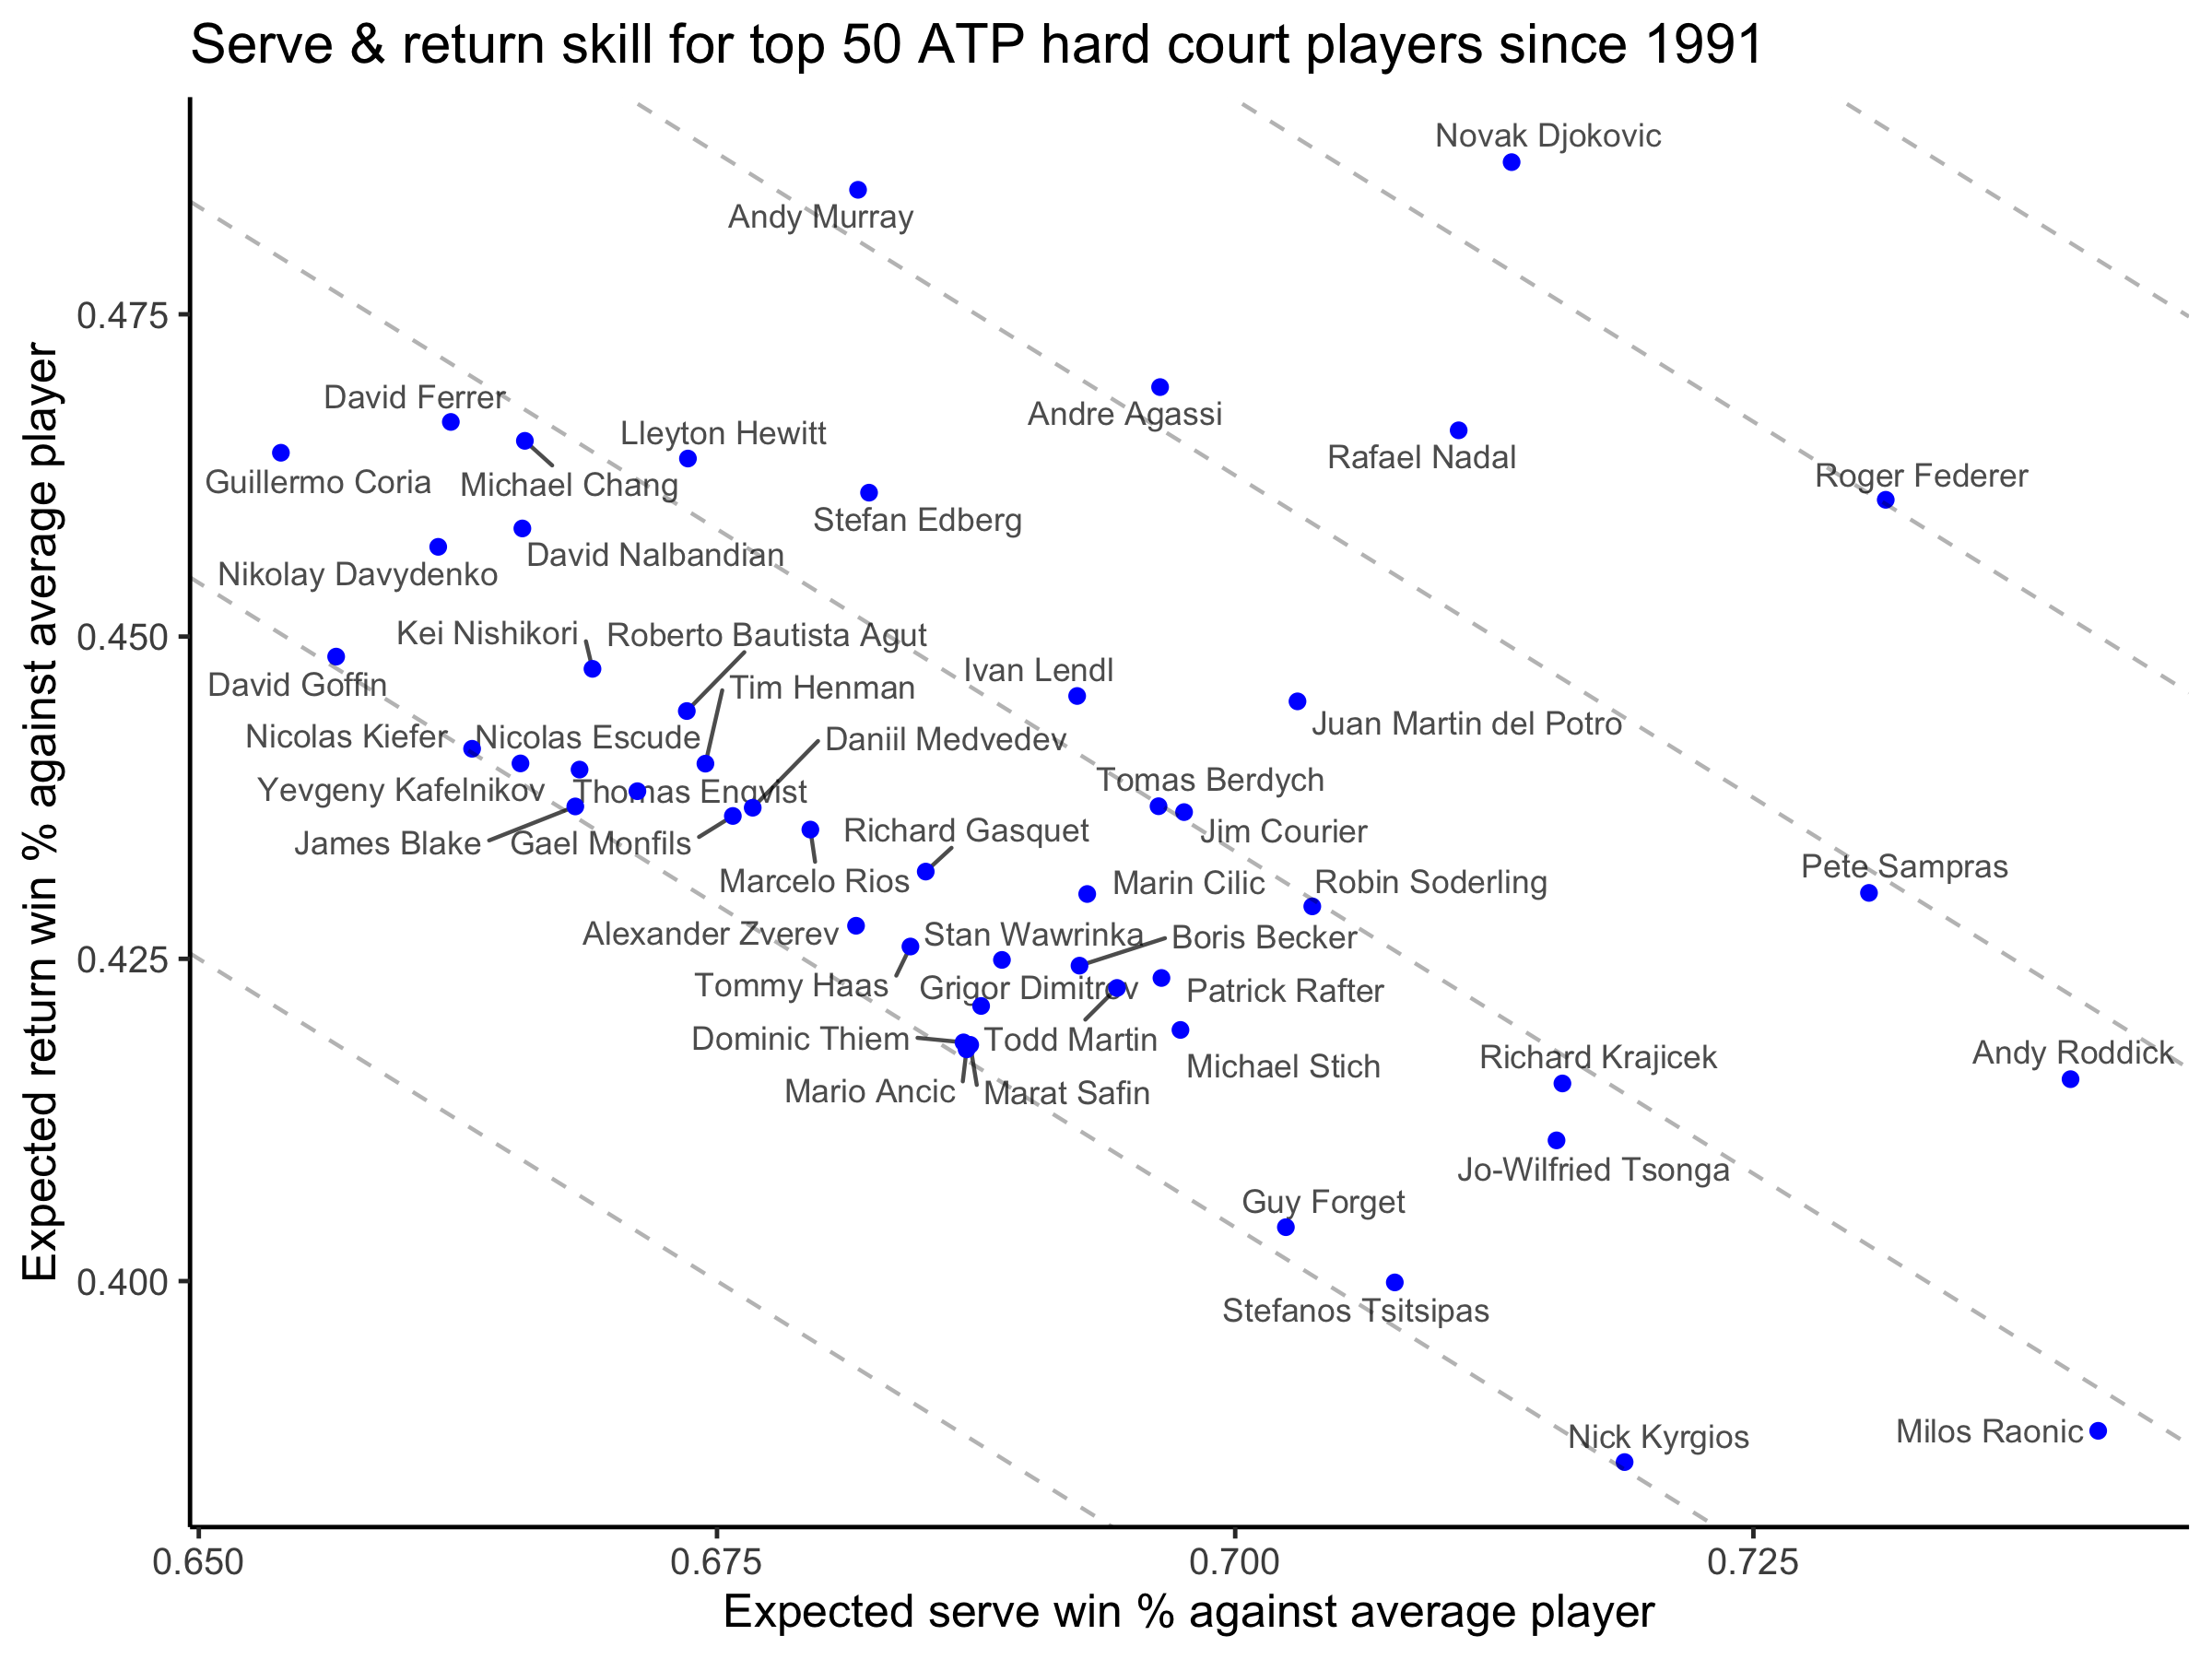 Serve & return skill for top 50 ATP hard court players since 1991
Expected return win % against average player
0.475
0.450
0.425
0.400
Novak Djokovic
Andy Murray
David Ferrer
Andre Agassi
Lleyton Hewitt
Rafael Nadal
Roger Federer
Guillermo Coria
Michael Chang
Stefan Edberg
David Nalbandian
Nikolay Davydenko
Kei Nishikori
Roberto Bautista Agut
Ivan Lendl
David Goffin
Tim Henman
Juan Martin del Potro
Nicolas Kiefer
Nicolas Escude
Daniil Medvedev
Tomas Berdych
Yevgeny Kafelnikov
Thomas Enqvist
Jim Courier
Richard Gasquet
James Blake
Gael Monfils
Pete Sampras
Marcelo Rios
Marin Cilic
Robin Soderling
Alexander Zverev
Stan Wawrinka
Boris Becker
Tommy Haas
Grigor Dimitrov
Patrick Rafter
Dominic Thiem
Todd Martin
Michael Stich
Richard Krajicek
Andy Roddick
Mario Ancic
Marat Safin
Jo-Wilfried Tsonga
Guy Forget
Stefanos Tsitsipas
Nick Kyrgios
Milos Raonic
0.650
0.675
0.700
0.725
Expected serve win % against average player